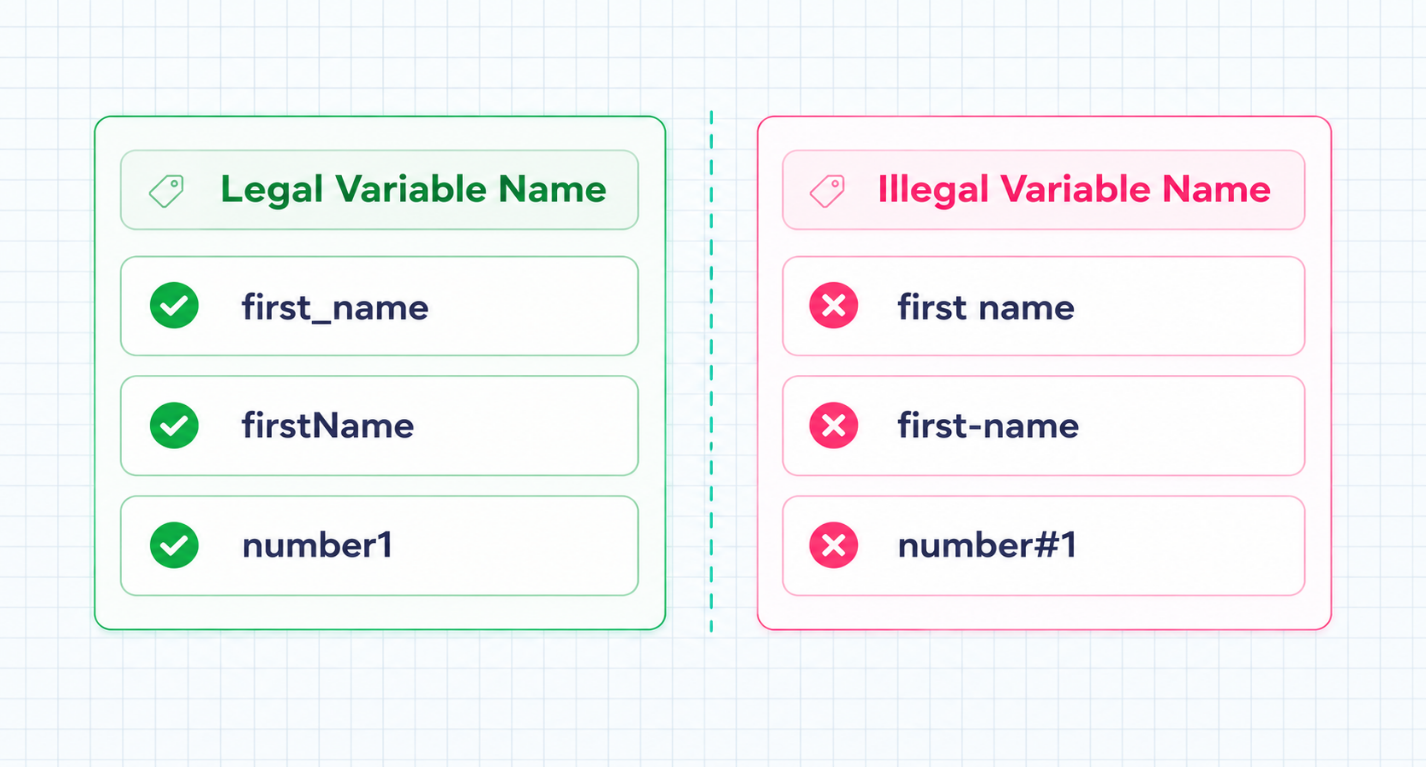 Legal Variable Name
first_name
firstName
number1
Illegal Variable Name
first name
first-name
number#1